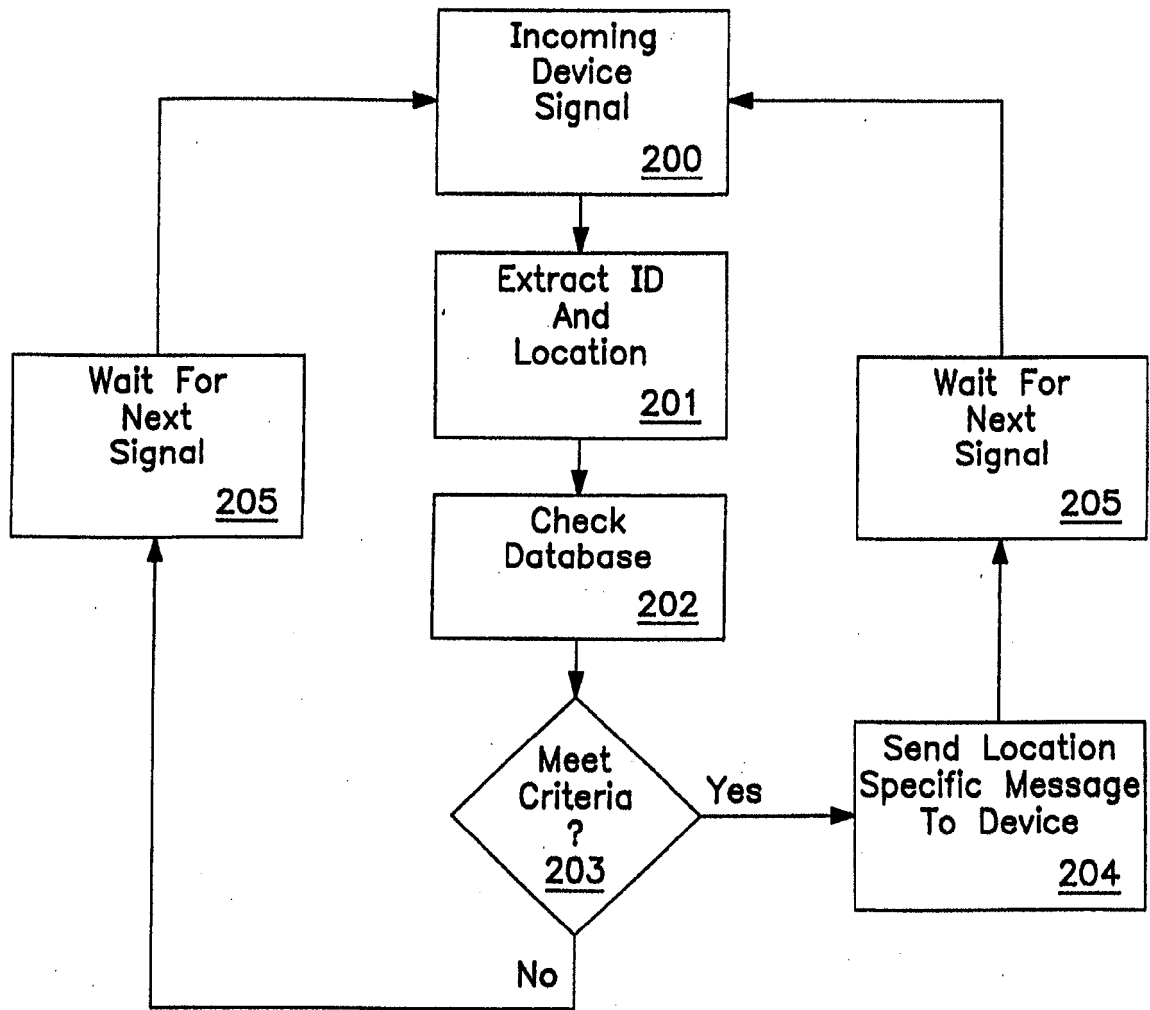 Incoming
Device
Signal
200
Extract ID
And
Location
201
Wait For
Next
Signal
205
Wait For
Next
Signal
205
Check
Database
202
Meet
Criteria
?
203
Yes
Send Location
Specific Message
To Device
204
No